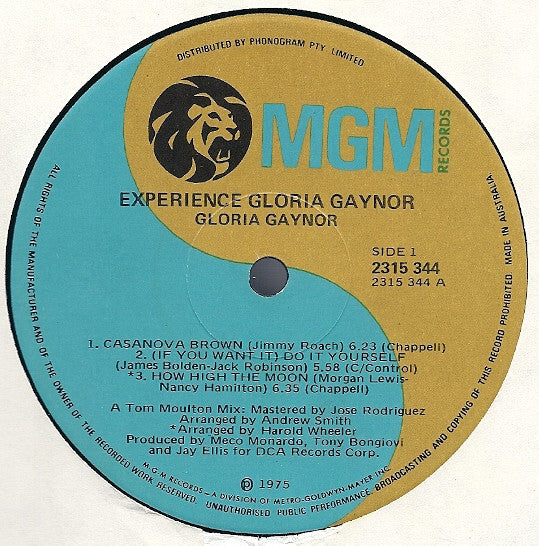 DISTRIBUTED BY PHONOGRAM PTY. LIMITED
MGM
RECORDS
EXPERIENCE GLORIA GAYNOR
GLORIA GAYNOR
SIDE 1
2315 344
2315 344 A
1. CASANOVA BROWN (Jimmy Roach) 6.23 (Chappell)
2. (IF YOU WANT IT) DO IT YOURSELF
(James Bolden-Jack Robinson) 5.58 (C/Control)
*3. HOW HIGH THE MOON (Morgan Lewis-
Nancy Hamilton) 6.35 (Chappell)
A Tom Moulton Mix: Mastered by Jose Rodriguez
Arranged by Andrew Smith
*Arranged by Harold Wheeler
Produced by Meco Monardo, Tony Bongiovi
and Jay Ellis for DCA Records Corp.
℗ 1975
M·G·M RECORDS – A DIVISION OF METRO-GOLDWYN-MAYER INC.
ALL RIGHTS OF THE MANUFACTURER AND OF THE OWNER OF THE RECORDED WORK RESERVED. UNAUTHORISED PUBLIC PERFORMANCE, BROADCASTING AND COPYING OF THIS RECORD PROHIBITED. MADE IN AUSTRALIA